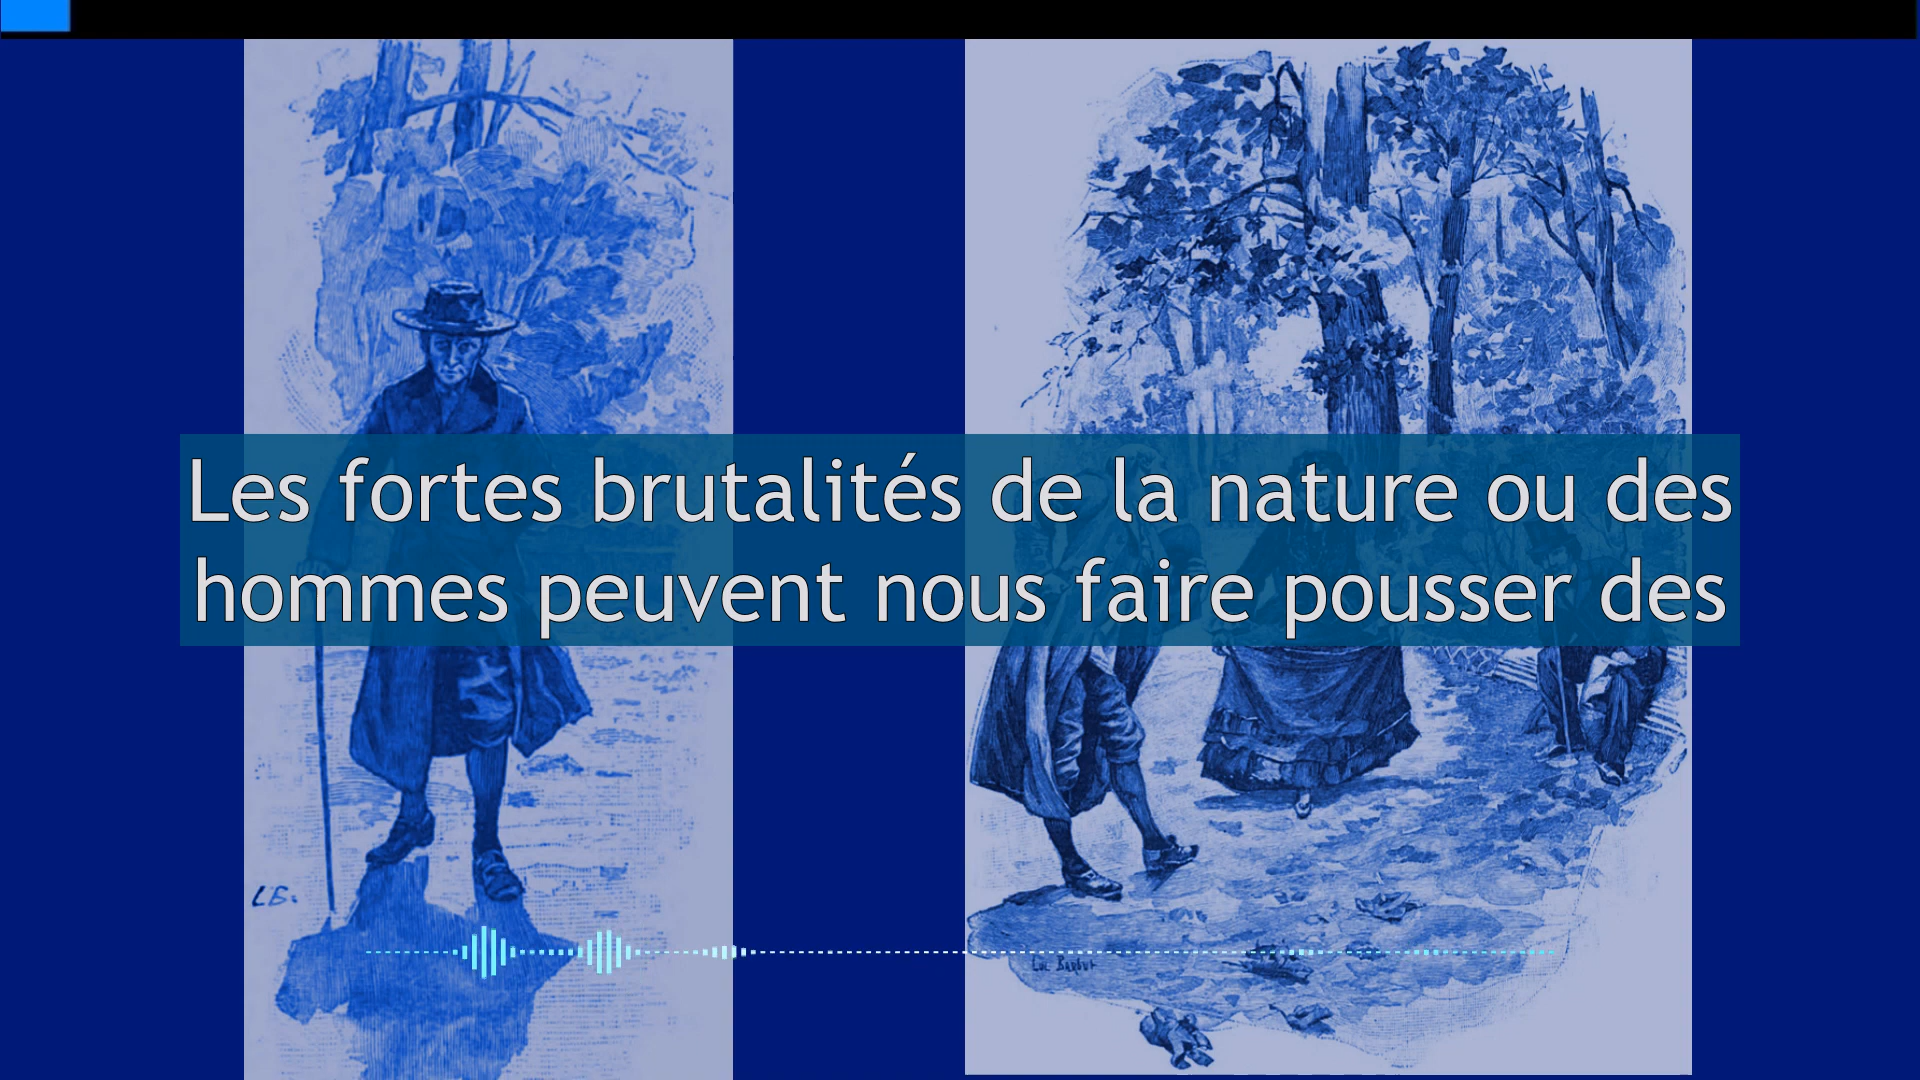 Les fortes brutalités de la nature ou des
hommes peuvent nous faire pousser des
L B.